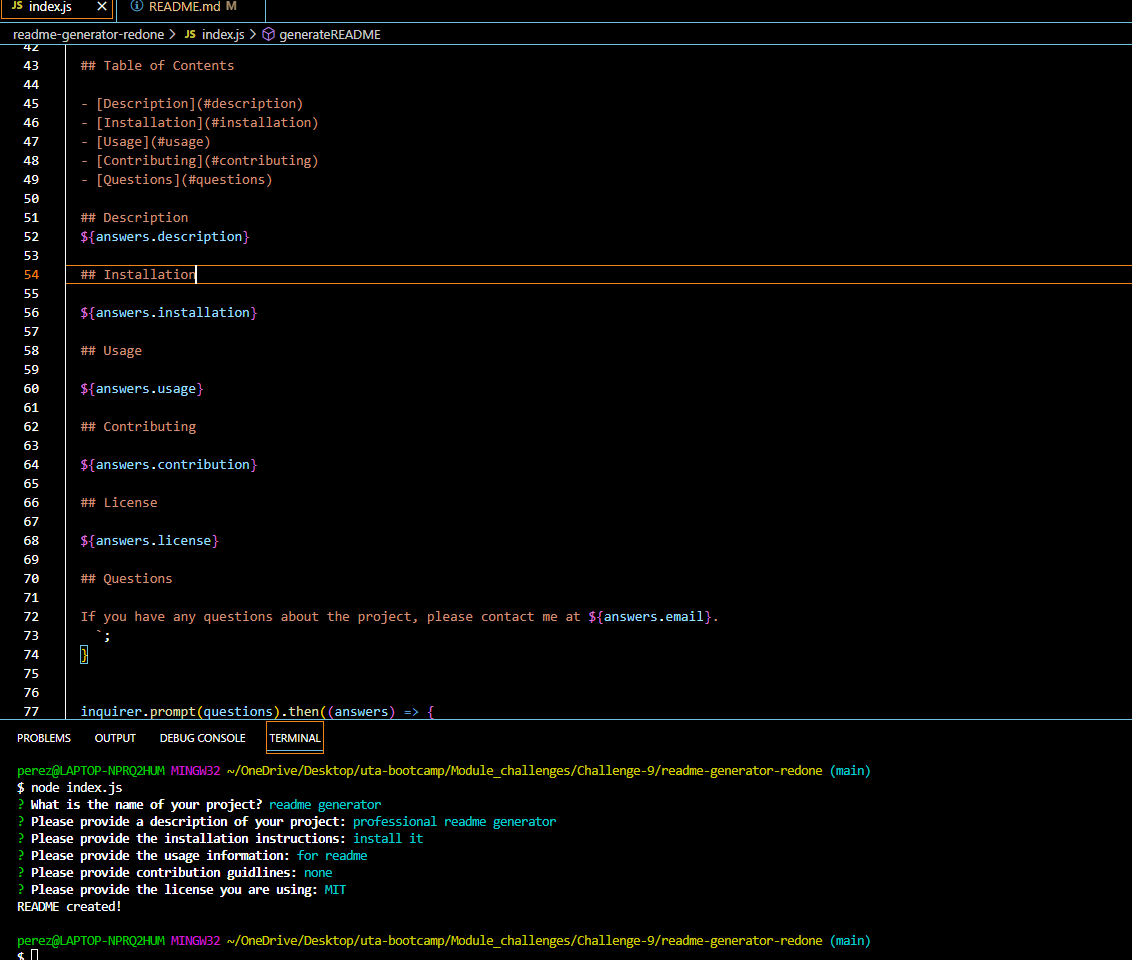 JS index.js × ⓘ README.md M
readme-generator-redone > JS index.js > generateREADME
42
43 ## Table of Contents
44
45 - [Description](#description)
46 - [Installation](#installation)
47 - [Usage](#usage)
48 - [Contributing](#contributing)
49 - [Questions](#questions)
50
51 ## Description
52 ${answers.description}
53
54 ## Installation
55
56 ${answers.installation}
57
58 ## Usage
59
60 ${answers.usage}
61
62 ## Contributing
63
64 ${answers.contribution}
65
66 ## License
67
68 ${answers.license}
69
70 ## Questions
71
72 If you have any questions about the project, please contact me at ${answers.email}.
73 `;
74 }
75
76
77 inquirer.prompt(questions).then((answers) => {
PROBLEMS OUTPUT DEBUG CONSOLE TERMINAL
perez@LAPTOP-NPRQ2HUM MINGW32 ~/OneDrive/Desktop/uta-bootcamp/Module_challenges/Challenge-9/readme-generator-redone (main)
$ node index.js
? What is the name of your project? readme generator
? Please provide a description of your project: professional readme generator
? Please provide the installation instructions: install it
? Please provide the usage information: for readme
? Please provide contribution guidlines: none
? Please provide the license you are using: MIT
README created!
perez@LAPTOP-NPRQ2HUM MINGW32 ~/OneDrive/Desktop/uta-bootcamp/Module_challenges/Challenge-9/readme-generator-redone (main)
$